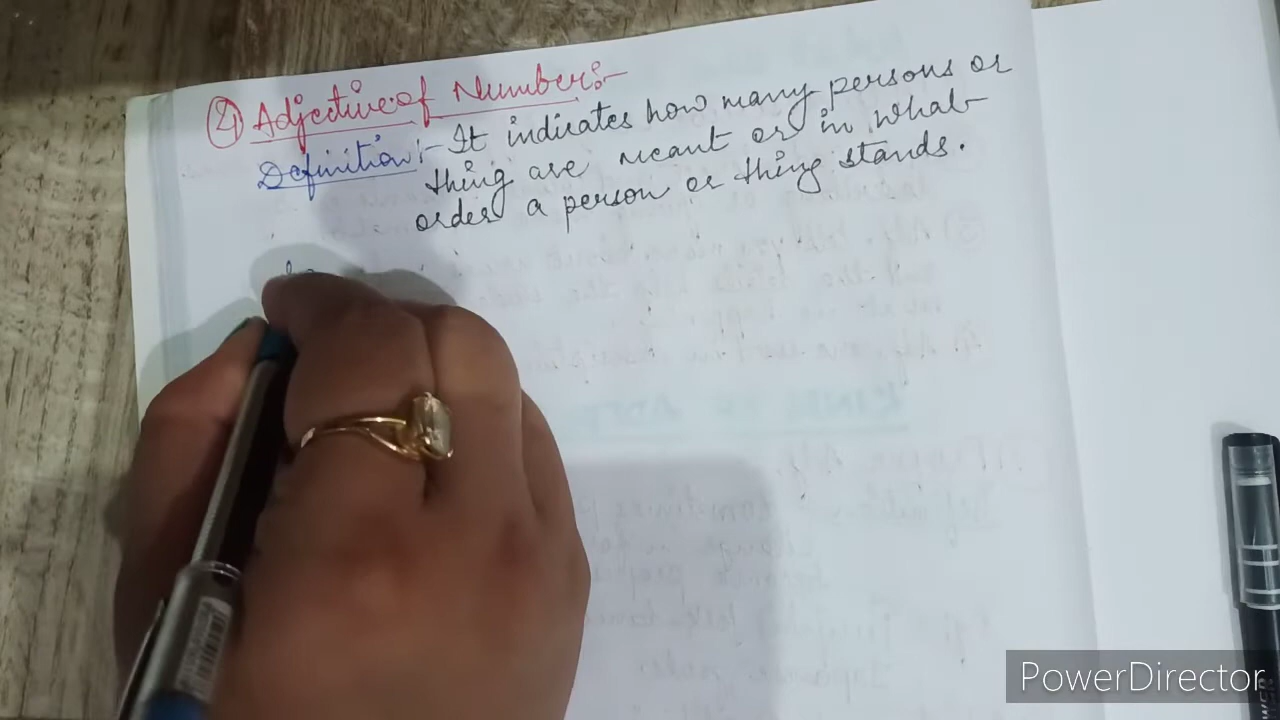 ④ Adjective of Number:-
Definition:- It indicates how many persons or
thing are meant or in what
order a person or thing stands.
PowerDirector